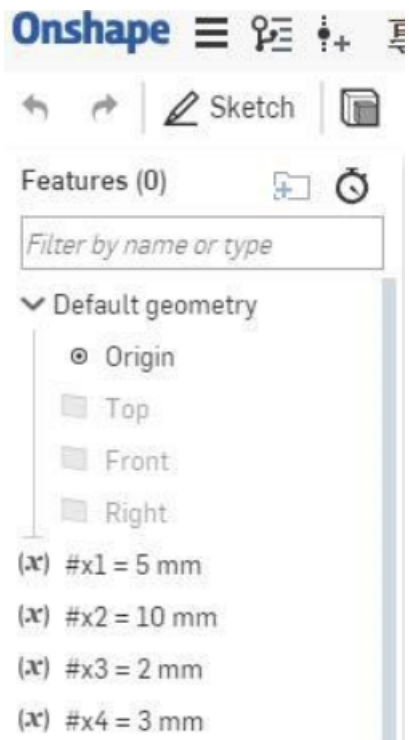 Onshape
Sketch
Features (0)
Filter by name or type
Default geometry
Origin
Top
Front
Right
(x) #x1 = 5 mm
(x) #x2 = 10 mm
(x) #x3 = 2 mm
(x) #x4 = 3 mm